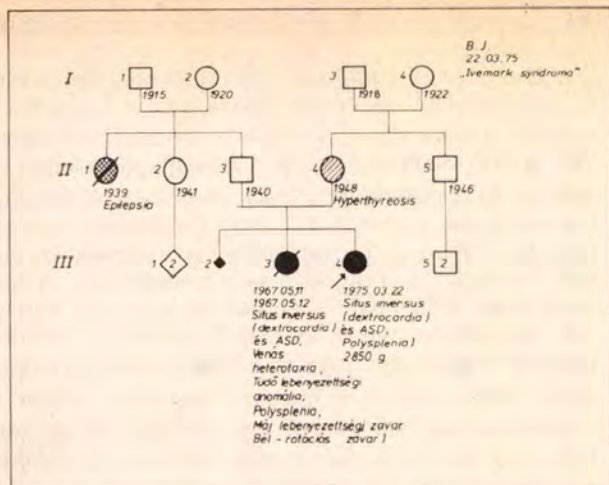 B. J.
22 03. 75
„Ivemark syndroma"
I
1
1915
2
1920
3
1918
4
1922
II
1
1939
Epilepsia
2
1941
3
1940
4
1948
Hyperthyreosis
5
1946
III
1
2
2
3
4
5
2
1967.05.11
1967.05.12
Situs inversus
(dextrocardia)
és ASD,
Venás
heterotaxia,
Tüdő lebenyezettségi
anomália,
Polysplenia,
Máj lebenyezettségi zavar
Bél-rotációs zavar)
1975.03.22
Situs inversus
(dextrocardia)
és ASD,
Polysplenia)
2850 g